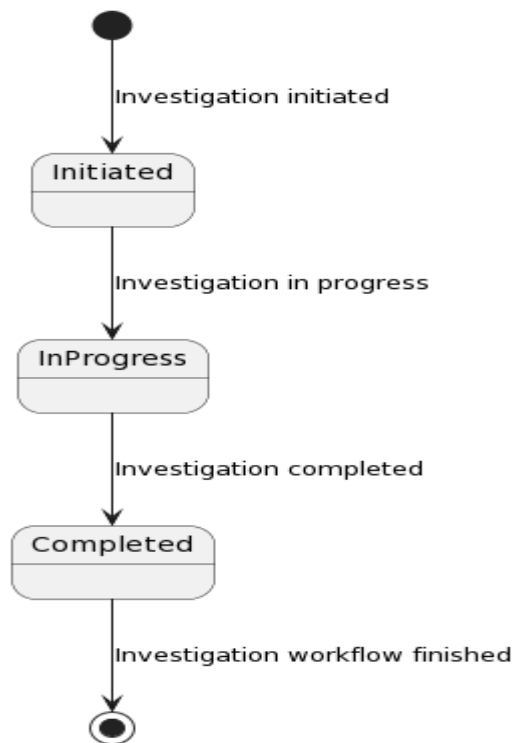 Investigation initiated
Initiated
Investigation in progress
InProgress
Investigation completed
Completed
Investigation workflow finished